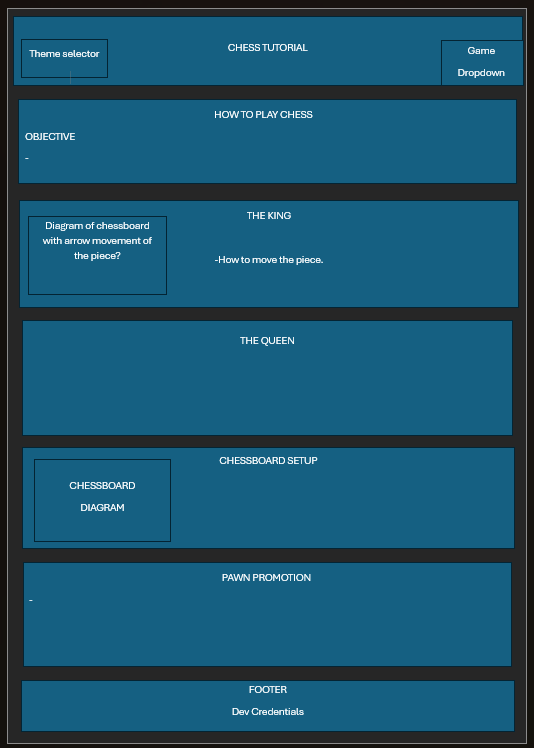 Theme selector
CHESS TUTORIAL
Game
Dropdown
HOW TO PLAY CHESS
OBJECTIVE
-
THE KING
Diagram of chessboard
with arrow movement of
the piece?
-How to move the piece.
THE QUEEN
CHESSBOARD SETUP
CHESSBOARD
DIAGRAM
PAWN PROMOTION
-
FOOTER
Dev Credentials